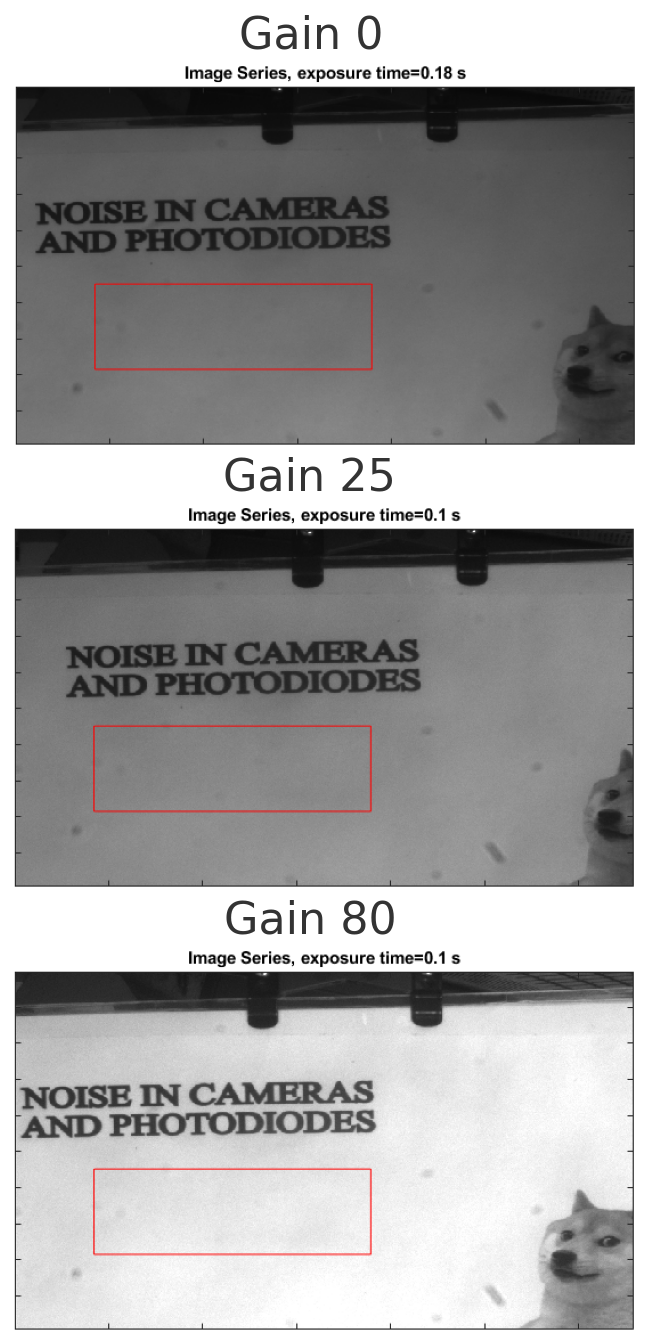 Gain 0
Image Series, exposure time=0.18 s
NOISE IN CAMERAS
AND PHOTODIODES
Gain 25
Image Series, exposure time=0.1 s
NOISE IN CAMERAS
AND PHOTODIODES
Gain 80
Image Series, exposure time=0.1 s
NOISE IN CAMERAS
AND PHOTODIODES